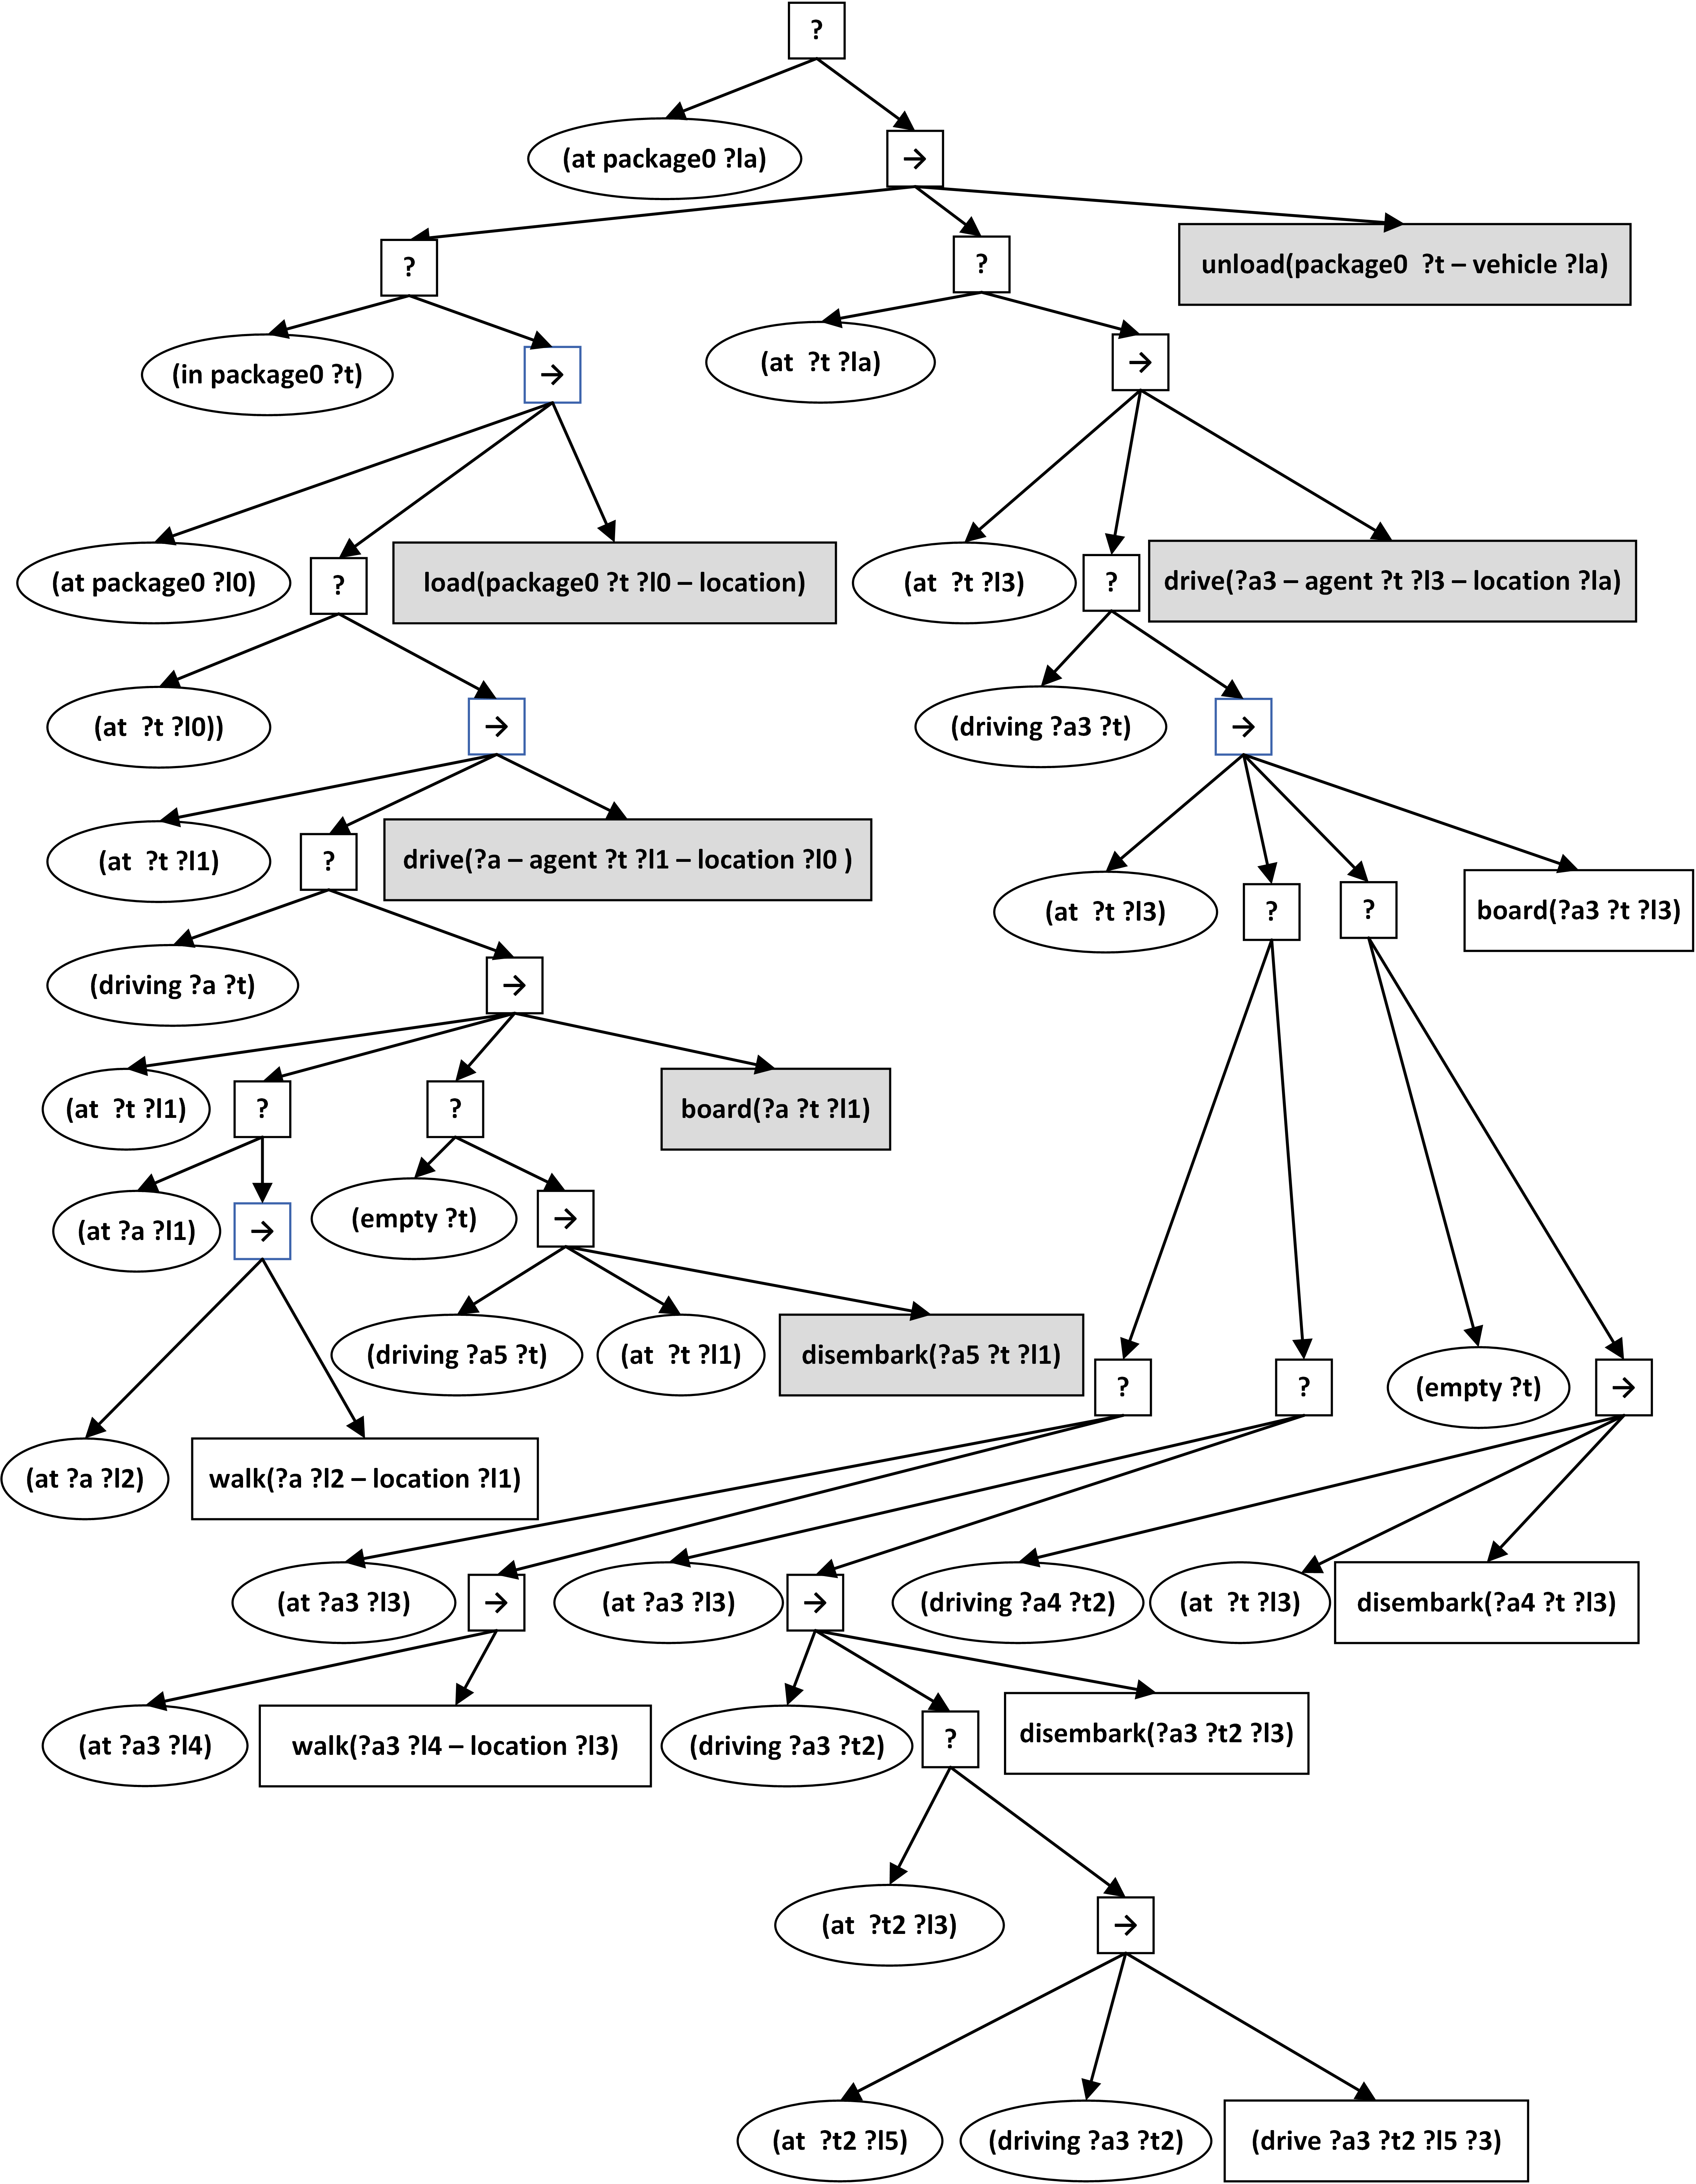 ?
(at package0 ?la)
→
?
?
unload(package0 ?t – vehicle ?la)
(in package0 ?t)
→
(at ?t ?la)
→
(at package0 ?l0)
?
load(package0 ?t ?l0 – location)
(at ?t ?l3)
?
drive(?a3 – agent ?t ?l3 – location ?la)
(at ?t ?l0))
→
(driving ?a3 ?t)
→
(at ?t ?l1)
?
drive(?a – agent ?t ?l1 – location ?l0 )
(at ?t ?l3)
?
?
board(?a3 ?t ?l3)
(driving ?a ?t)
→
(at ?t ?l1)
?
?
board(?a ?t ?l1)
(at ?a ?l1)
→
(empty ?t)
→
(driving ?a5 ?t)
(at ?t ?l1)
disembark(?a5 ?t ?l1)
?
?
(empty ?t)
→
(at ?a ?l2)
walk(?a ?l2 – location ?l1)
(at ?a3 ?l3)
→
(at ?a3 ?l3)
→
(driving ?a4 ?t2)
(at ?t ?l3)
disembark(?a4 ?t ?l3)
(at ?a3 ?l4)
walk(?a3 ?l4 – location ?l3)
(driving ?a3 ?t2)
?
disembark(?a3 ?t2 ?l3)
(at ?t2 ?l3)
→
(at ?t2 ?l5)
(driving ?a3 ?t2)
(drive ?a3 ?t2 ?l5 ?3)